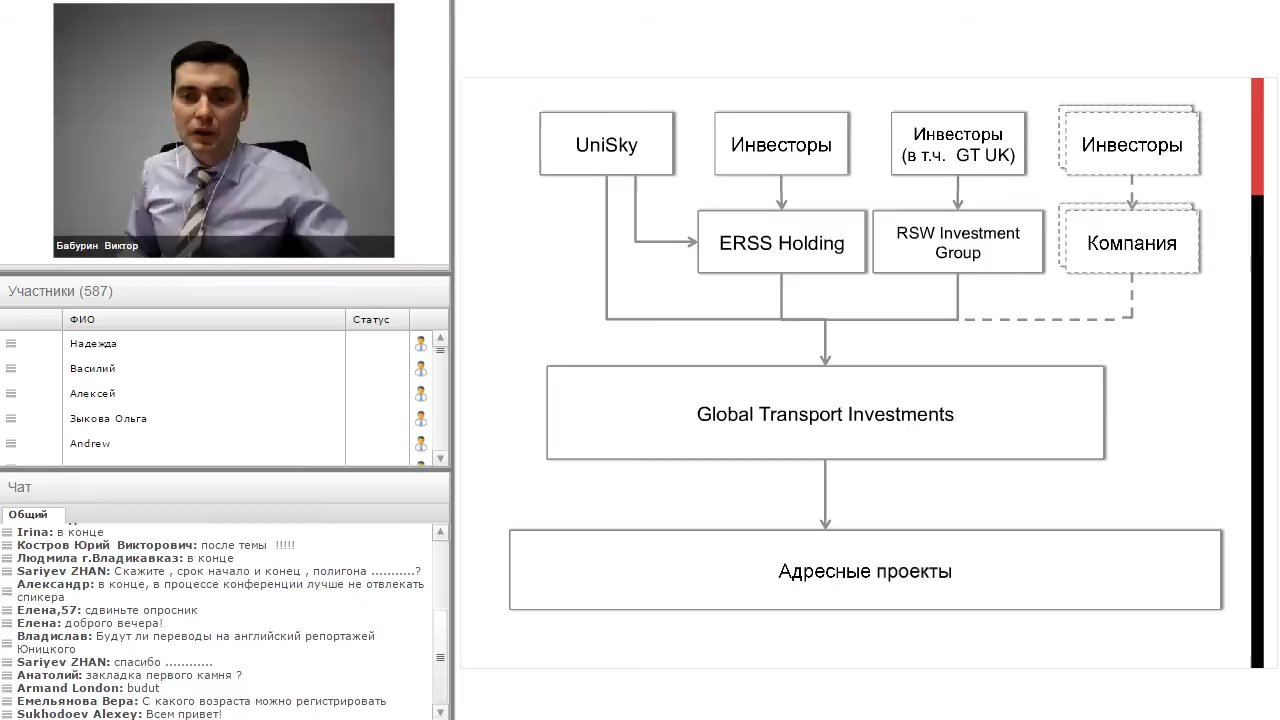 Бабурин Виктор
Участники (587)
ФИО
Статус
Надежда
Василий
Алексей
Зыкова Ольга
Andrew
Чат
Общий
Irina: в конце
Костров Юрий Викторович: после темы !!!!!
Людмила г.Владикавказ: в конце
Sariyev ZHAN: Скажите , срок начало и конец , полигона ...........?
Александр: в конце, в процессе конференции лучше не отвлекать
спикера
Елена,57: сдвиньте опросник
Елена: доброго вечера!
Владислав: Будут ли переводы на английский репортажей
Юницкого
Sariyev ZHAN: спасибо ............
Анатолий: закладка первого камня ?
Armand London: budut
Емельянова Вера: С какого возраста можно регистрировать
Sukhodoev Alexey: Всем привет!
UniSky
Инвесторы
Инвесторы
(в т.ч. GT UK)
Инвесторы
ERSS Holding
RSW Investment
Group
Компания
Global Transport Investments
Адресные проекты